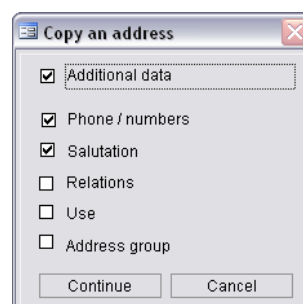 Copy an address
Additional data
Phone / numbers
Salutation
Relations
Use
Address group
Continue Cancel